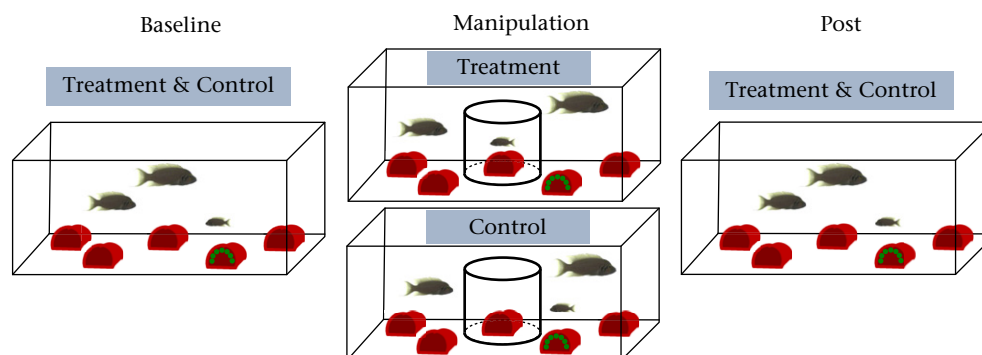 Baseline
Manipulation
Post
Treatment & Control
Treatment
Treatment & Control
Control